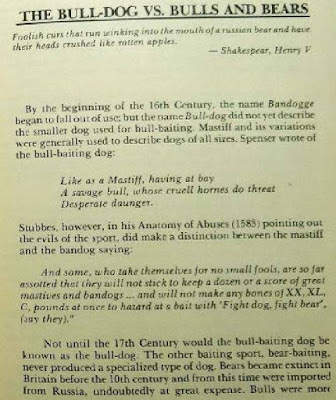 THE BULL-DOG VS. BULLS AND BEARS
Foolish curs that run winking into the mouth of a russian bear and have
their heads crushed like rotten apples.
— Shakespear, Henry V
By the beginning of the 16th Century, the name Bandogge
began to fall out of use; but the name Bull-dog did not yet describe
the smaller dog used for bull-baiting. Mastiff and its variations
were generally used to describe dogs of all sizes. Spenser wrote of
the bull-baiting dog:
Like as a Mastiff, having at bay
A savage bull, whose cruell hornes do threat
Desperate daunger.
Stubbes, however, in his Anatomy of Abuses (1583) pointing out
the evils of the sport, did make a distinction between the mastiff
and the bandog saying:
And some, who take themselves for no small fools, are so far
assotted that they will not stick to keep a dozen or a score of great
mastives and bandogs ... and will not make any bones of XX, XL,
C, pounds at once to hazard at a bait with 'Fight dog, fight bear',
(say they)."
Not until the 17th Century would the bull-baiting dog be
known as the bull-dog. The other baiting sport, bear-baiting,
never produced a specialized type of dog. Bears became extinct in
Britain before the 10th century and from this time were imported
from Russia, undoubtedly at great expense. Bulls were more